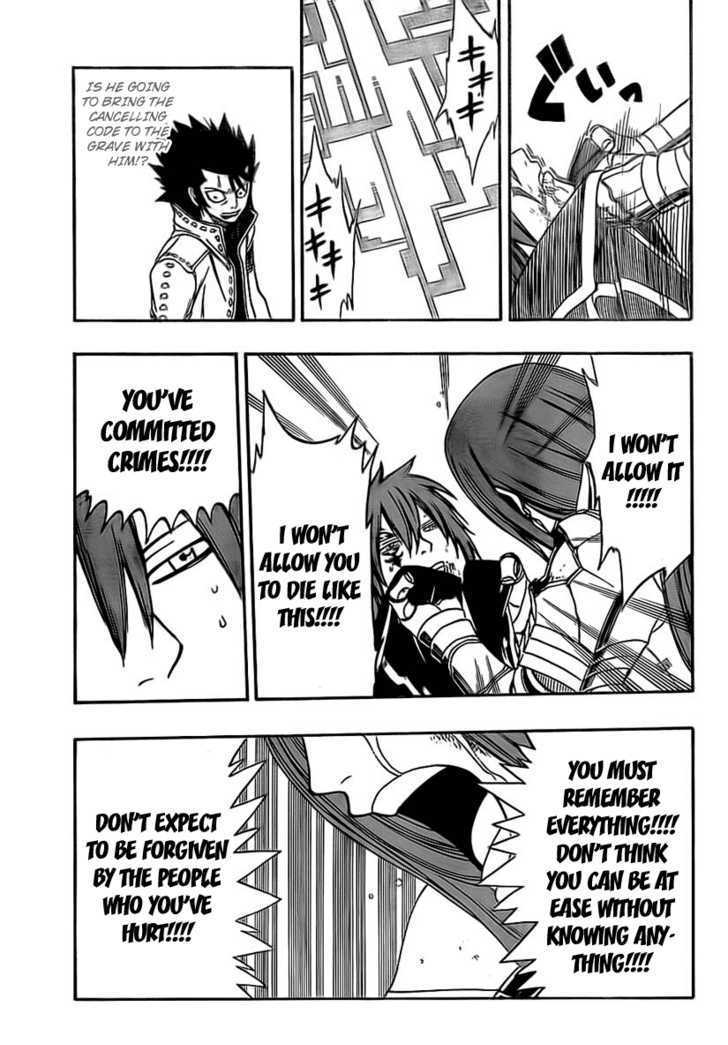 ぐいっ
キキキ
キキキ
IS HE GOING
TO BRING THE
CANCELLING
CODE TO THE
GRAVE WITH
HIM!?
I WON'T
ALLOW IT
!!!!!
I WON'T
ALLOW YOU
TO DIE LIKE
THIS!!!!
YOU'VE
COMMITTED
CRIMES!!!!
YOU MUST
REMEMBER
EVERYTHING!!!!
DON'T THINK
YOU CAN BE AT
EASE WITHOUT
KNOWING ANY-
THING!!!!
DON'T EXPECT
TO BE FORGIVEN
BY THE PEOPLE
WHO YOU'VE
HURT!!!!